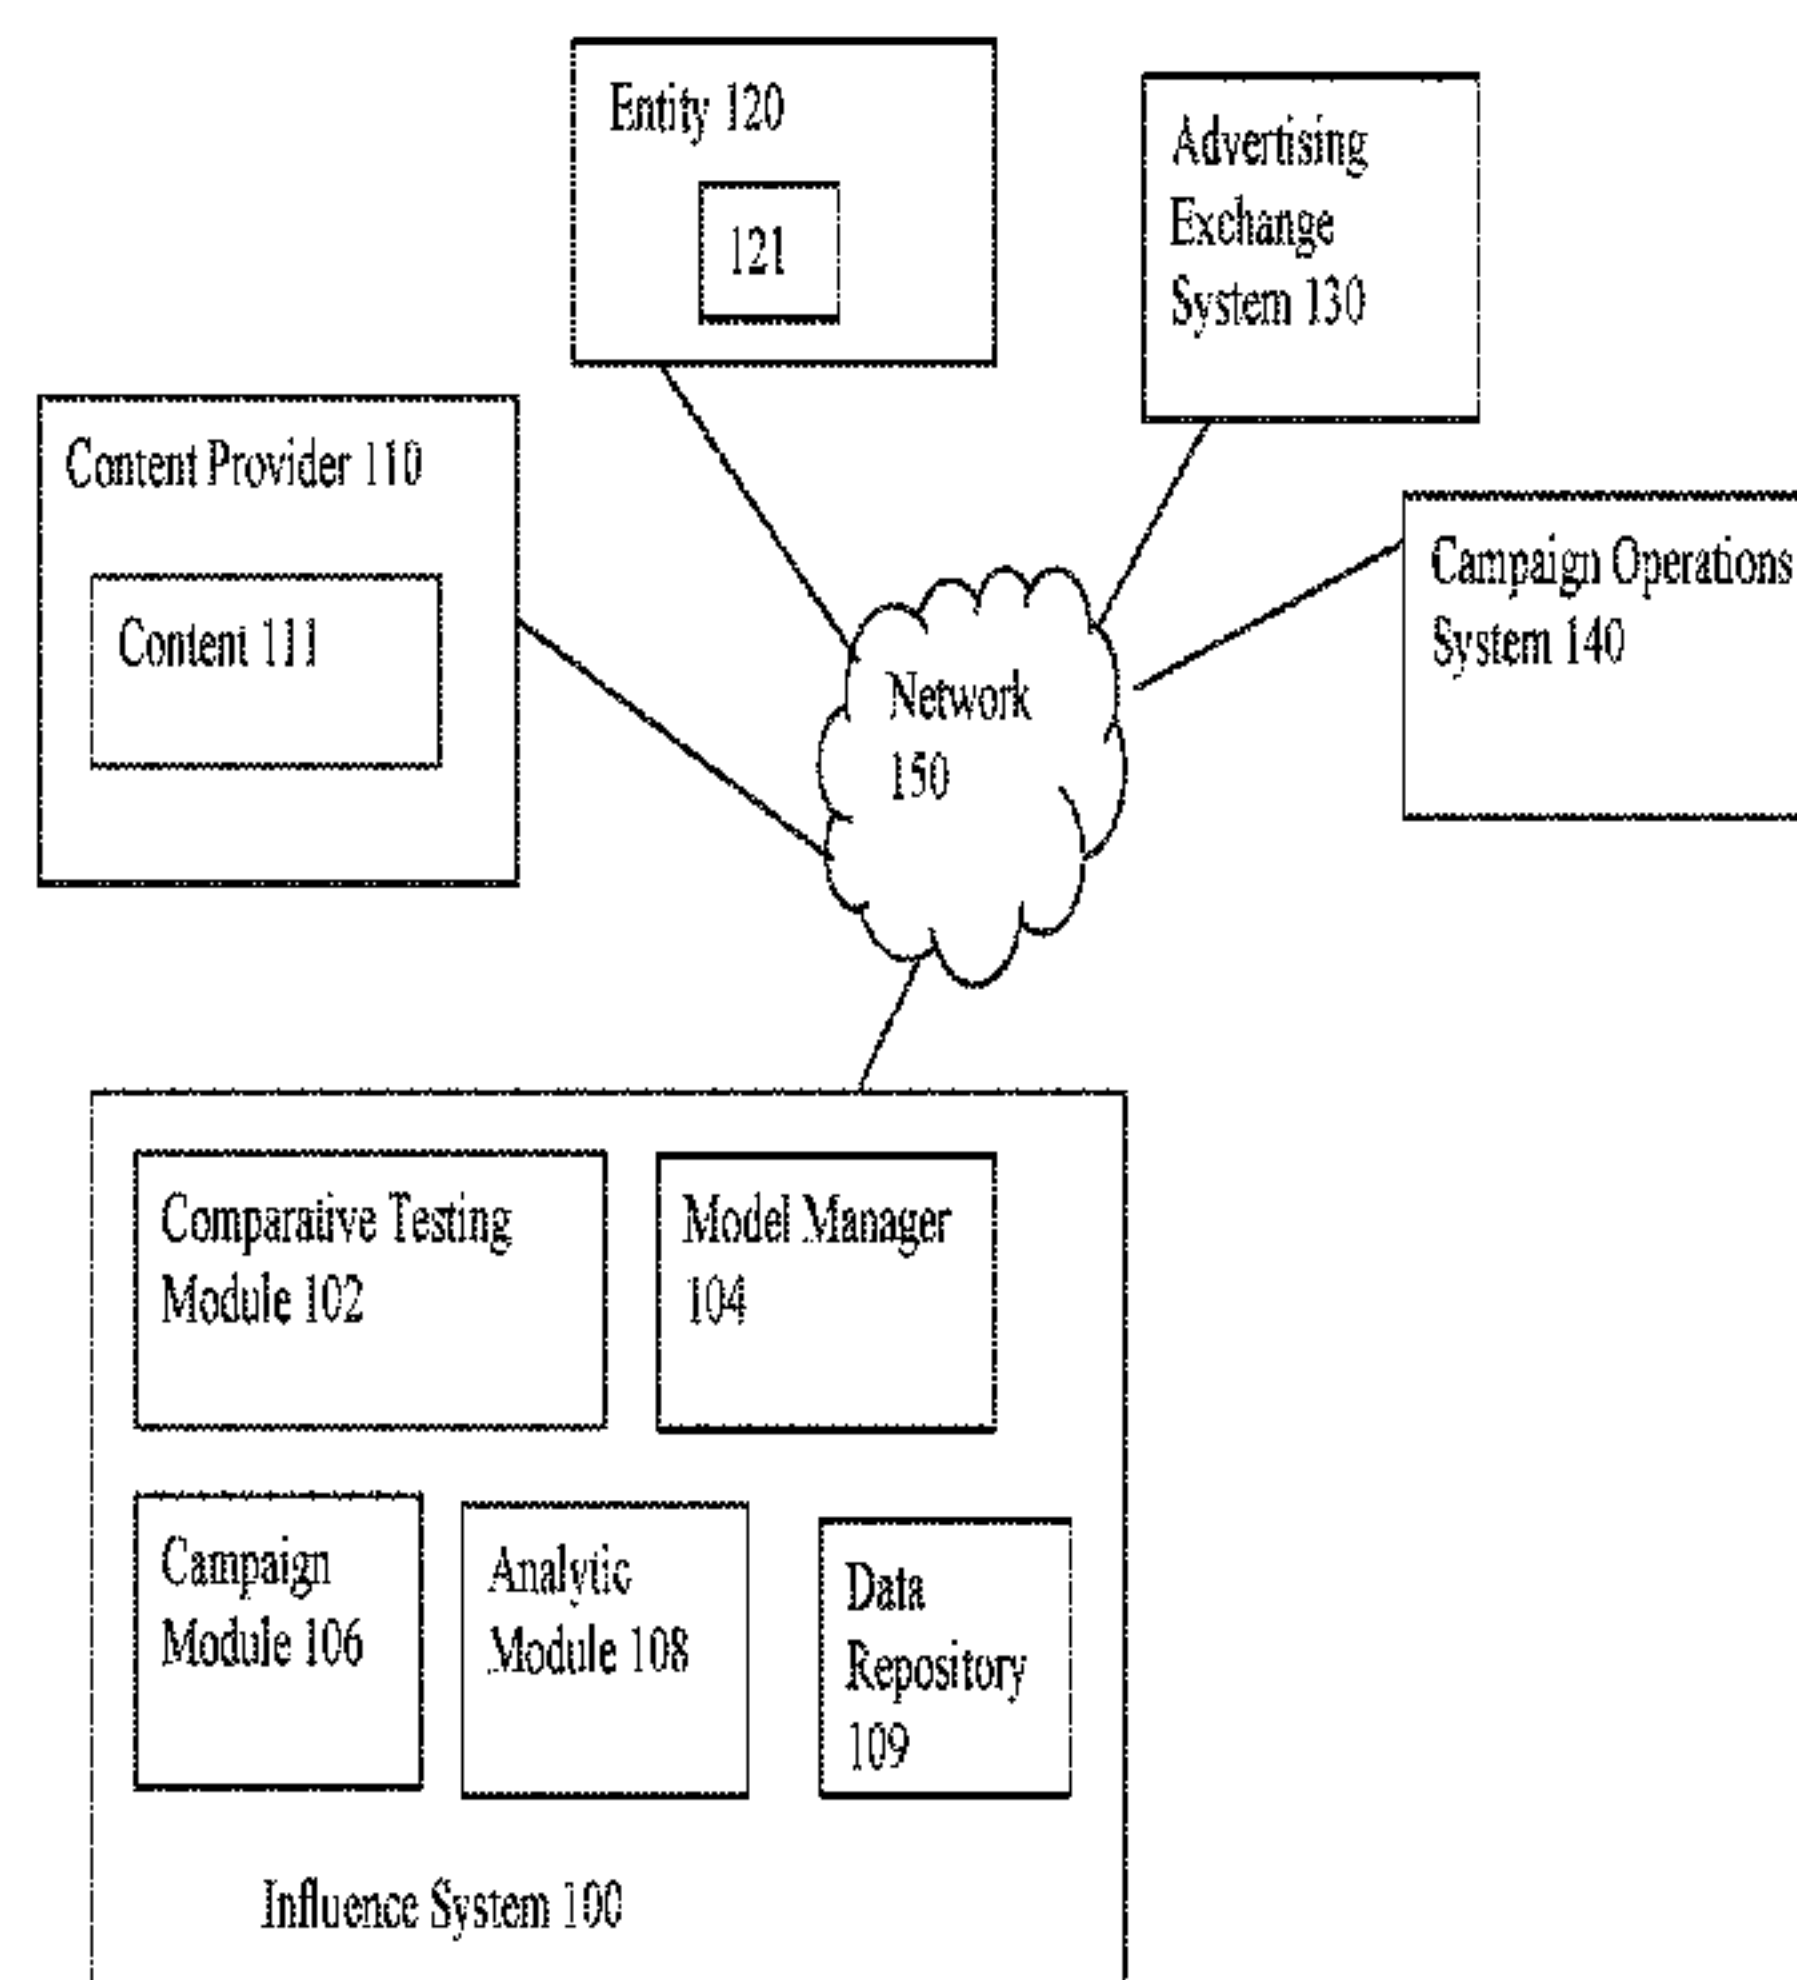 Entity 120
121
Advertising
Exchange
System 130
Content Provider 110
Content 111
Campaign Operations
System 140
Network
150
Comparative Testing
Module 102
Model Manager
104
Campaign
Module 106
Analytic
Module 108
Data
Repository
109
Influence System 100